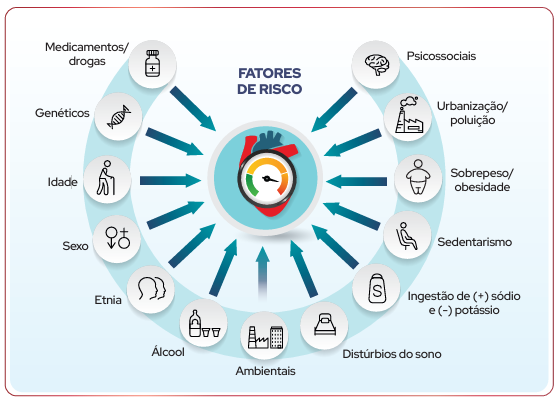 FATORES
DE RISCO
Medicamentos/
drogas
Genéticos
Idade
Sexo
Etnia
Álcool
Ambientais
Distúrbios do sono
Ingestão de (+) sódio
e (-) potássio
S
Sedentarismo
Sobrepeso/
obesidade
Urbanização/
poluição
Psicossociais